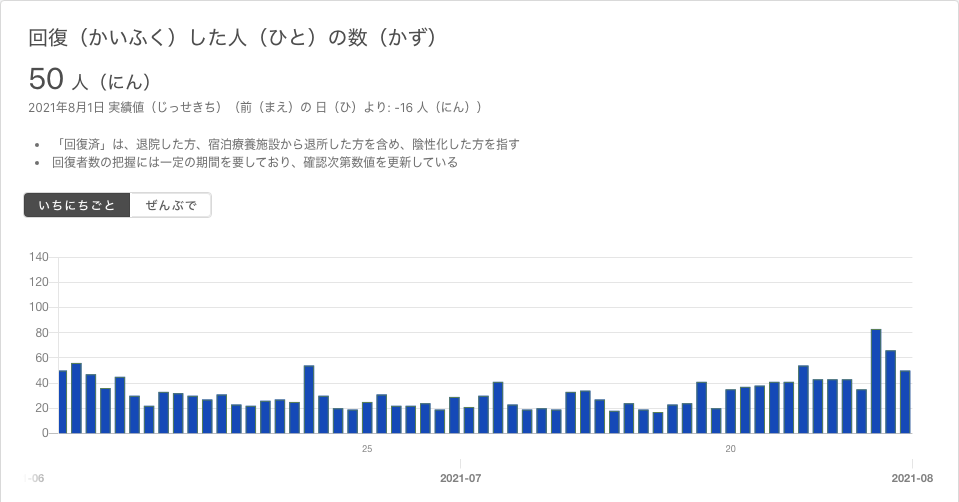 回復（かいふく）した人（ひと）の数（かず）
50 人（にん）
2021年8月1日 実績値（じっせきち）（前（まえ）の 日（ひ）より: -16 人（にん））
• 「回復済」は、退院した方、宿泊療養施設から退所した方を含め、陰性化した方を指す
• 回復者数の把握には一定の期間を要しており、確認次第数値を更新している
いちにちごと ぜんぶで
140
120
100
80
60
40
20
0
25 20
-06 2021-07 2021-08